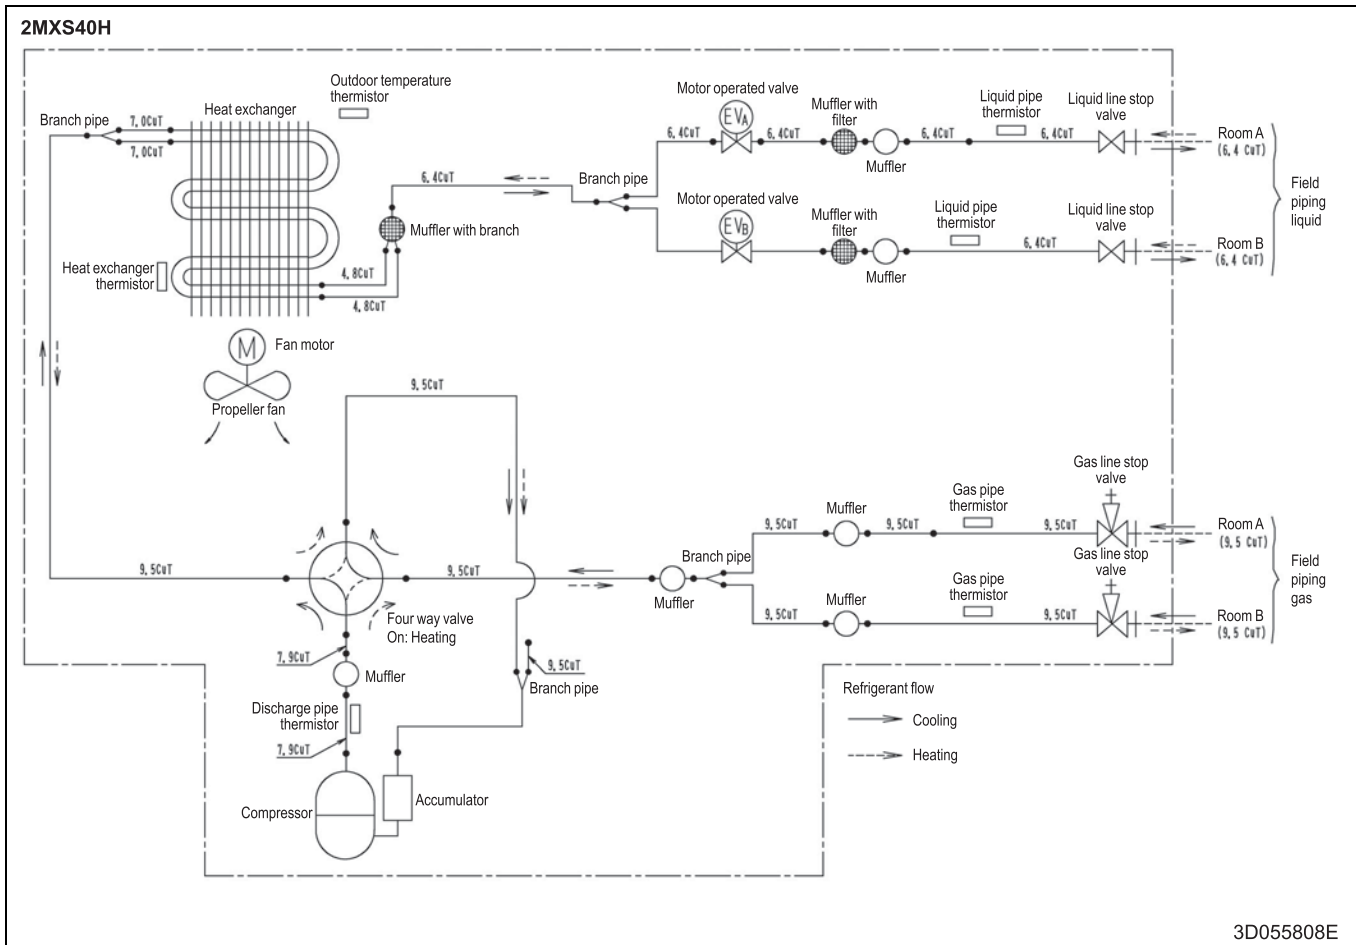 2MXS40H
Outdoor temperature
thermistor
Heat exchanger
Branch pipe
7.0CuT
7.0CuT
Motor operated valve
EVA
6.4CuT
6.4CuT
Muffler with
filter
Muffler
6.4CuT
Liquid pipe
thermistor
6.4CuT
Liquid line stop
valve
Room A
(6.4 CuT)
6.4CuT
Branch pipe
Muffler with branch
Motor operated valve
EVB
Muffler with
filter
Muffler
Liquid pipe
thermistor
6.4CuT
Liquid line stop
valve
Room B
(6.4 CuT)
Field
piping
liquid
Heat exchanger
thermistor
4.8CuT
4.8CuT
M
Fan motor
Propeller fan
9.5CuT
9.5CuT
Four way valve
On: Heating
9.5CuT
Muffler
Branch pipe
9.5CuT
Muffler
9.5CuT
Gas pipe
thermistor
9.5CuT
Gas line stop
valve
Room A
(9.5 CuT)
9.5CuT
Muffler
Gas pipe
thermistor
9.5CuT
Gas line stop
valve
Room B
(9.5 CuT)
Field
piping
gas
7.9CuT
Muffler
9.5CuT
Branch pipe
Discharge pipe
thermistor
7.9CuT
Compressor
Accumulator
Refrigerant flow
Cooling
Heating
3D055808E